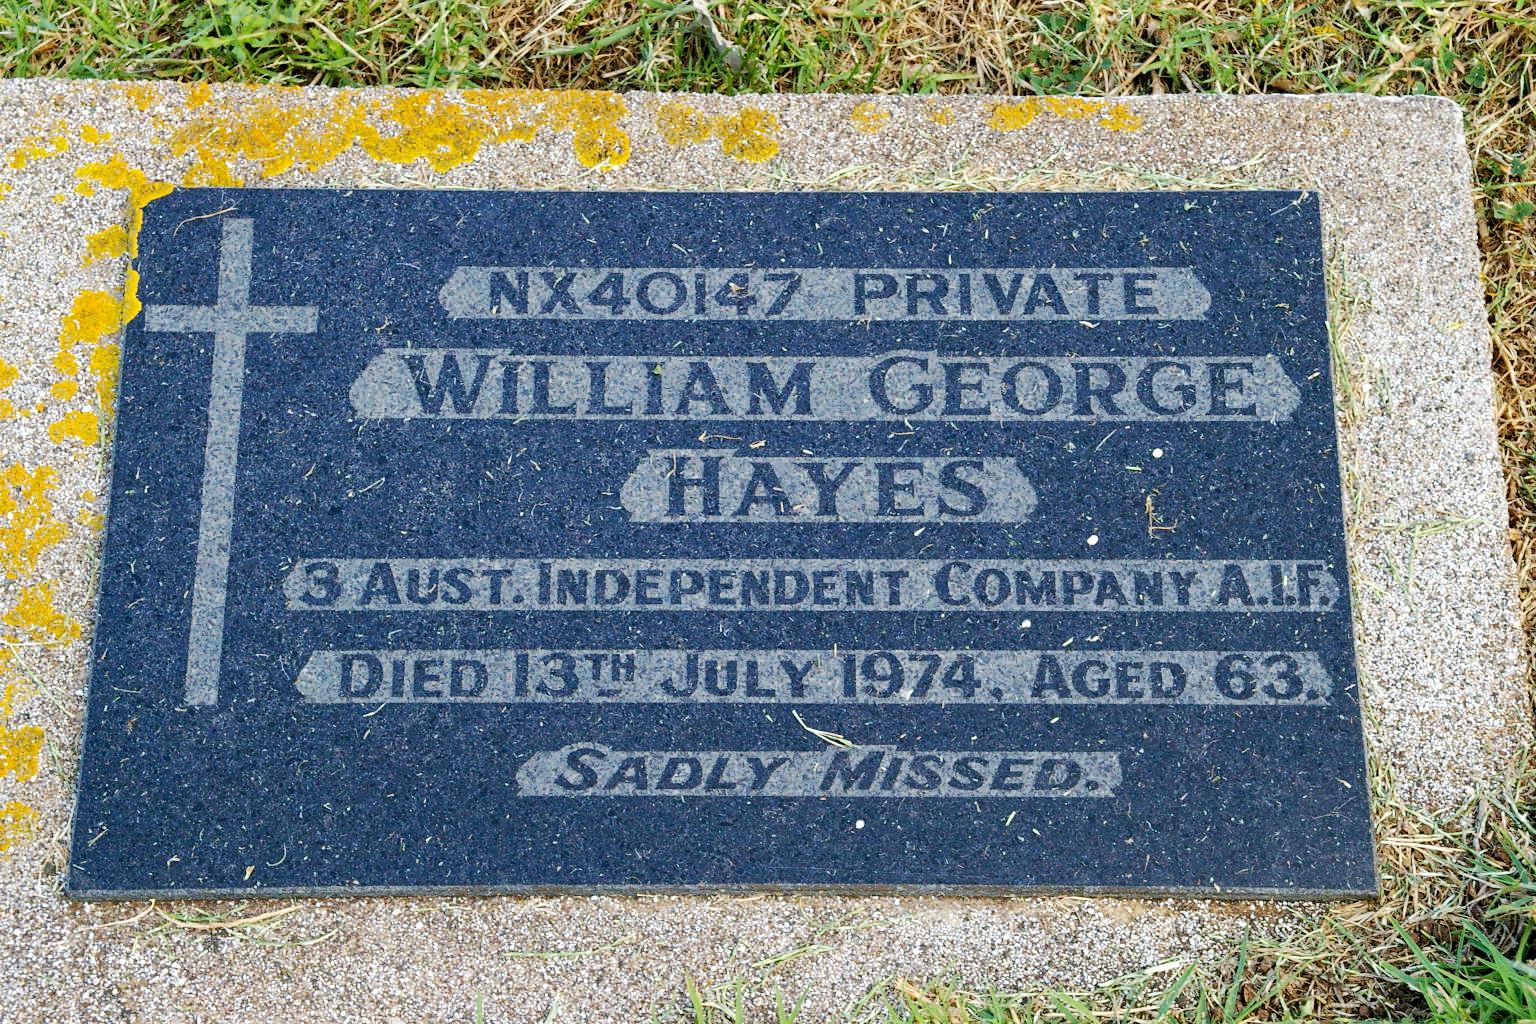 NX40147 PRIVATE
WILLIAM GEORGE
HAYES
3 AUST. INDEPENDENT COMPANY A.I.F.
DIED 13TH JULY 1974. AGED 63.
SADLY MISSED.